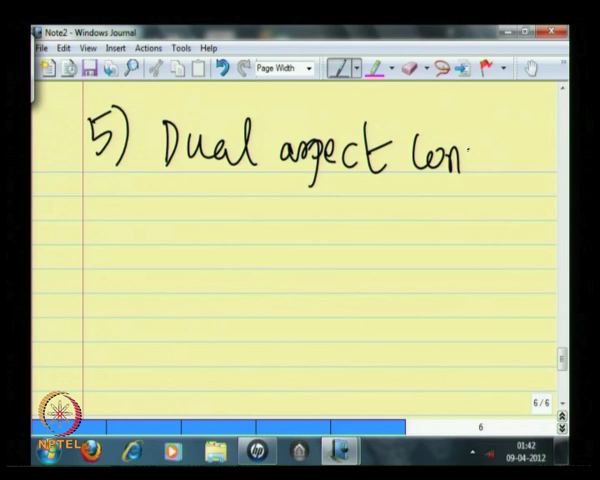 Note2 - Windows Journal
File Edit View Insert Actions Tools Help
Page Width
5) Dual aspect Con
6/6
6
NPTEL
01:42
09-04-2012